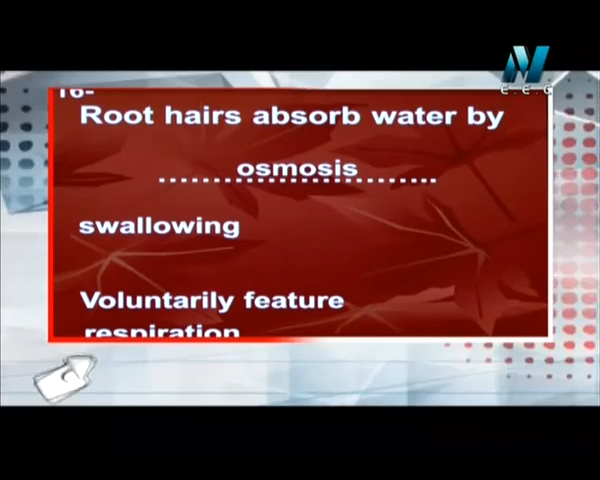 E.E.C
16-
Root hairs absorb water by
osmosis
........................
swallowing
Voluntarily feature
respiration